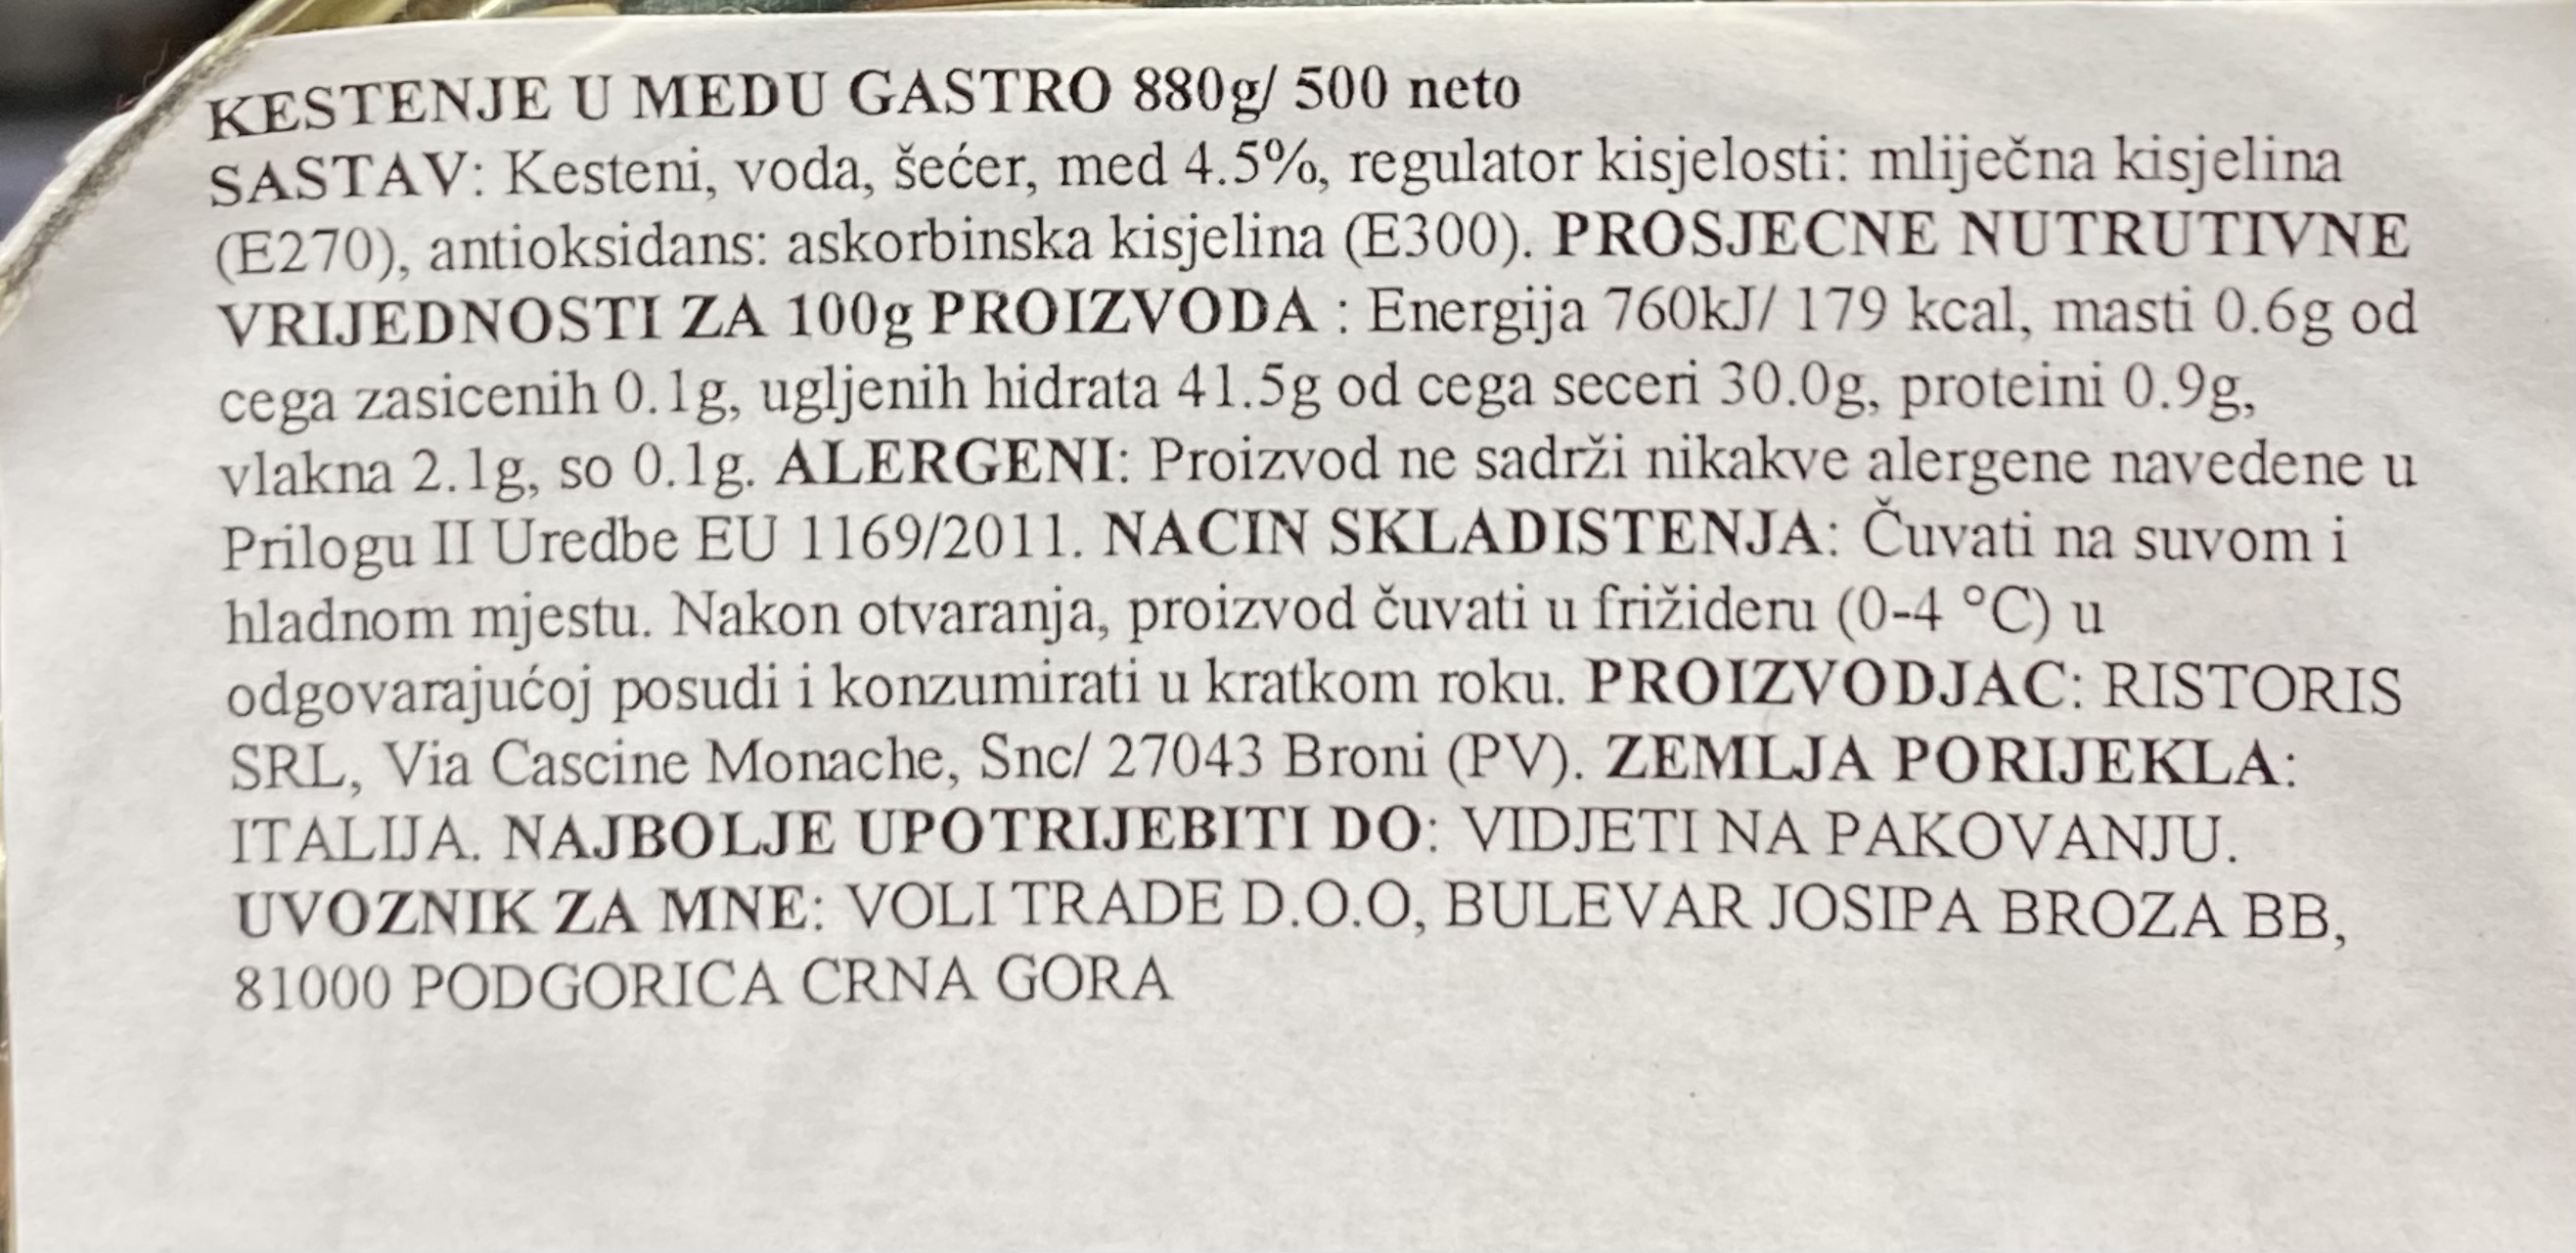 KESTENJE U MEDU GASTRO 880g/ 500 neto
SASTAV: Kesteni, voda, šećer, med 4.5%, regulator kisjelosti: mliječna kisjelina
(E270), antioksidans: askorbinska kisjelina (E300). PROSJECNE NUTRUTIVNE
VRIJEDNOSTI ZA 100g PROIZVODA : Energija 760kJ/ 179 kcal, masti 0.6g od
cega zasicenih 0.1g, ugljenih hidrata 41.5g od cega seceri 30.0g, proteini 0.9g,
vlakna 2.1g, so 0.1g. ALERGENI: Proizvod ne sadrži nikakve alergene navedene u
Prilogu II Uredbe EU 1169/2011. NACIN SKLADISTENJA: Čuvati na suvom i
hladnom mjestu. Nakon otvaranja, proizvod čuvati u frižideru (0-4 °C) u
odgovarajućoj posudi i konzumirati u kratkom roku. PROIZVODJAC: RISTORIS
SRL, Via Cascine Monache, Snc/ 27043 Broni (PV). ZEMLJA PORIJEKLA:
ITALIJA. NAJBOLJE UPOTRIJEBITI DO: VIDJETI NA PAKOVANJU.
UVOZNIK ZA MNE: VOLI TRADE D.O.O, BULEVAR JOSIPA BROZA BB,
81000 PODGORICA CRNA GORA